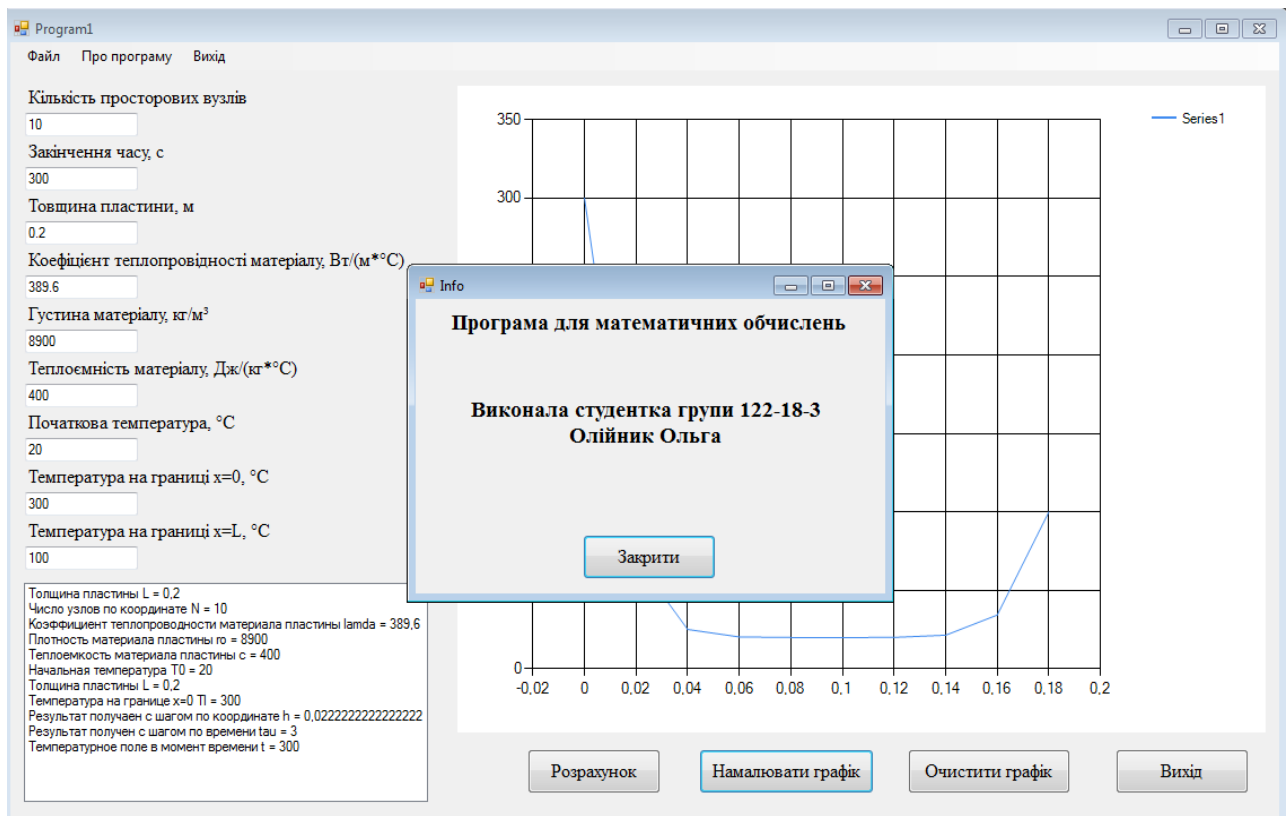 Program1
Файл Про програму Вихід
Кількість просторових вузлів
10
Закінчення часу, с
300
Товщина пластини, м
0.2
Коефіцієнт теплопровідності матеріалу, Вт/(м*°C)
389.6
Густина матеріалу, кг/м³
8900
Теплоємність матеріалу, Дж/(кг*°C)
400
Початкова температура, °C
20
Температура на границі x=0, °C
300
Температура на границі x=L, °C
100
Толщина пластины L = 0,2
Число узлов по координате N = 10
Коэффициент теплопроводности материала пластины lamda = 389,6
Плотность материала пластины ro = 8900
Теплоемкость материала пластины c = 400
Начальная температура T0 = 20
Толщина пластины L = 0,2
Температура на границе x=0 Tl = 300
Результат получаен с шагом по координате h = 0,0222222222222222
Результат получен с шагом по времени tau = 3
Температурное поле в момент времени t = 300
350
300
0
-0,02 0 0,02 0,04 0,06 0,08 0,1 0,12 0,14 0,16 0,18 0,2
Series1
Info
Програма для математичних обчислень
Виконала студентка групи 122-18-3
Олійник Ольга
Закрити
Розрахунок Намалювати графік Очистити графік Вихід